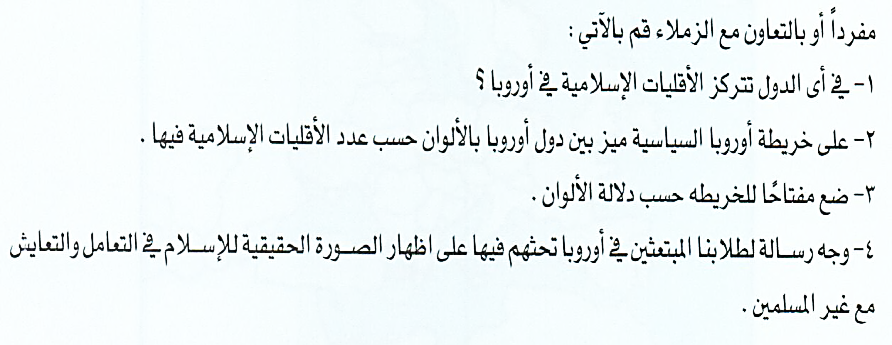 مفرداً أو بالتعاون مع الزملاء قم بالآتي :
١- في أى الدول تتركز الأقليات الإسلامية في أوروبا ؟
٢- على خريطة أوروبا السياسية ميز بين دول أوروبا بالألوان حسب عدد الأقليات الإسلامية فيها .
٣- ضع مفتاحًا للخريطه حسب دلالة الألوان .
٤- وجه رسالة لطلابنا المبتعثين في أوروبا تحثهم فيها على اظهار الصورة الحقيقية للإسلام في التعامل والتعايش
مع غير المسلمين .